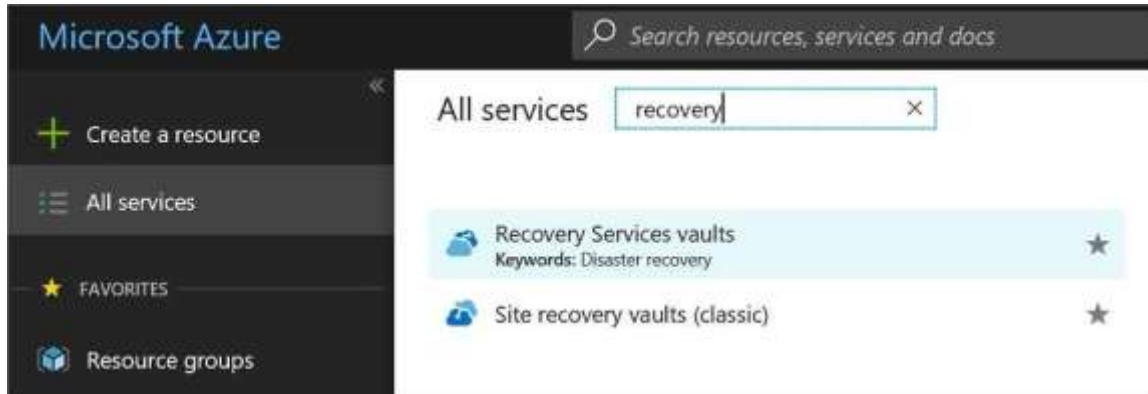 Microsoft Azure
Search resources, services and docs
Create a resource
All services
FAVORITES
Resource groups
All services
recovery
Recovery Services vaults
Keywords: Disaster recovery
Site recovery vaults (classic)